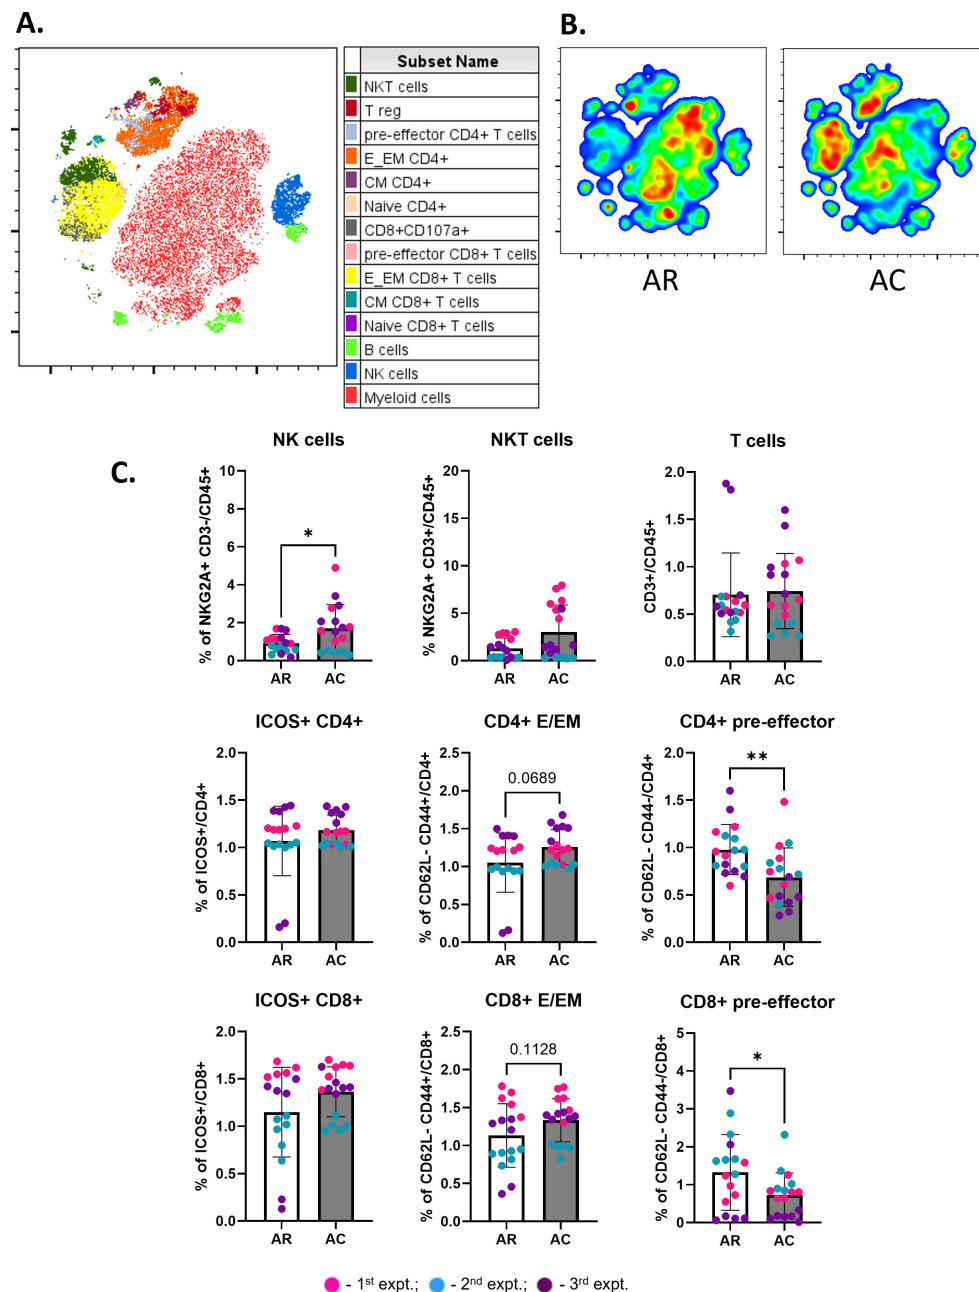 A.
B.
Subset Name
NKT cells
T reg
pre-effector CD4+ T cells
E_EM CD4+
CM CD4+
Naive CD4+
CD8+CD107a+
pre-effector CD8+ T cells
E_EM CD8+ T cells
CM CD8+ T cells
Naive CD8+ T cells
B cells
NK cells
Myeloid cells
AR
AC
C.
NK cells
% of NKG2A+ CD3-/CD45+
10
8
6
4
2
0
*
AR
AC
NKT cells
% NKG2A+ CD3+/CD45+
20
15
10
5
0
AR
AC
T cells
CD3+/CD45+
2.0
1.5
1.0
0.5
0.0
AR
AC
ICOS+ CD4+
% of ICOS+/CD4+
2.0
1.5
1.0
0.5
0.0
AR
AC
CD4+ E/EM
% of CD62L- CD44+/CD4+
2.0
1.5
1.0
0.5
0.0
0.0689
AR
AC
CD4+ pre-effector
% of CD62L- CD44-/CD4+
2.0
1.5
1.0
0.5
0.0
**
AR
AC
ICOS+ CD8+
% of ICOS+/CD8+
2.0
1.5
1.0
0.5
0.0
AR
AC
CD8+ E/EM
% of CD62L- CD44+/CD8+
2.5
2.0
1.5
1.0
0.5
0.0
0.1128
AR
AC
CD8+ pre-effector
% of CD62L- CD44-/CD8+
5
4
3
2
1
0
*
AR
AC
- 1st expt.; - 2nd expt.; - 3rd expt.